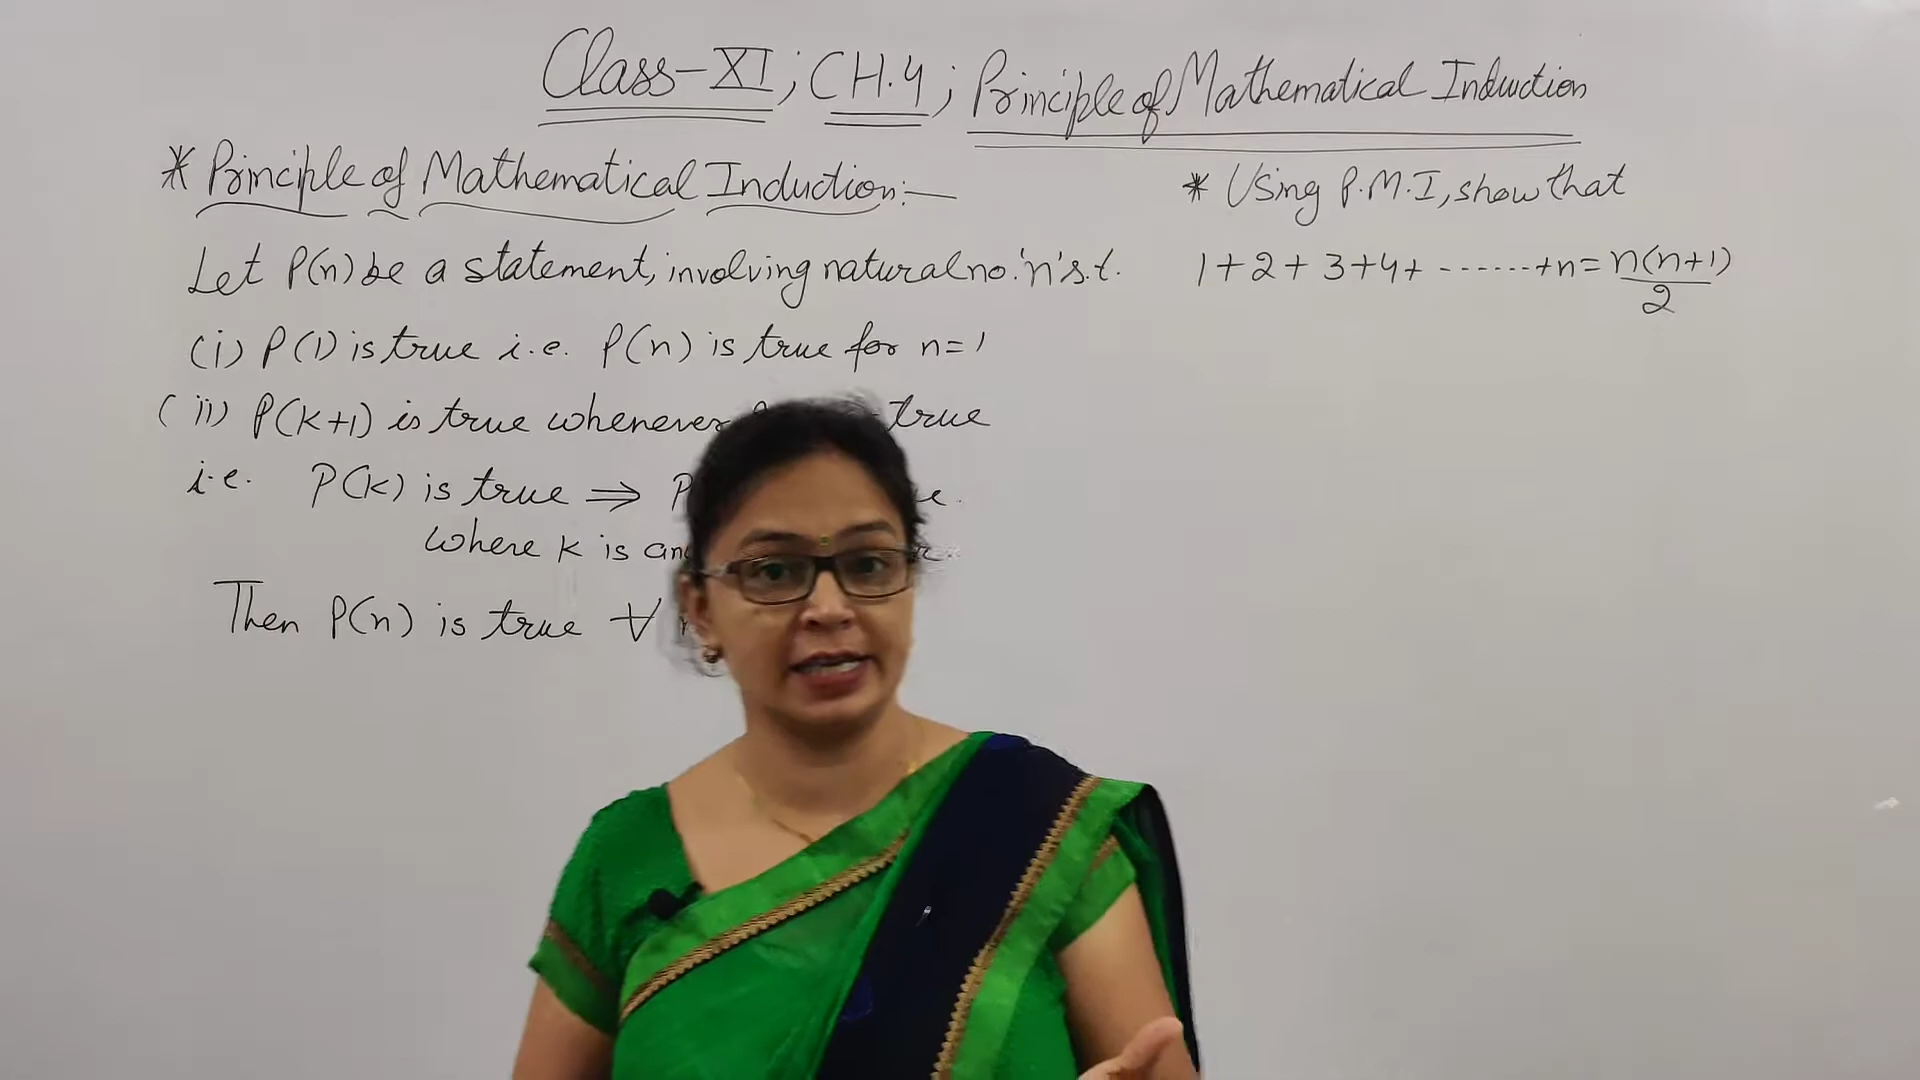 Class-XI; CH.4; Principle of Mathematical Induction
* Principle of Mathematical Induction:—
Let P(n) be a statement, involving natural no. 'n' s.t.
(i) P(1) is true i.e. P(n) is true for n=1
(ii) P(k+1) is true whenever true
i.e. P(k) is true ⇒ P
where k is
Then P(n) is true ∀
* Using P.M.I, show that
1+2+3+4+ ------- +n = n(n+1)
2